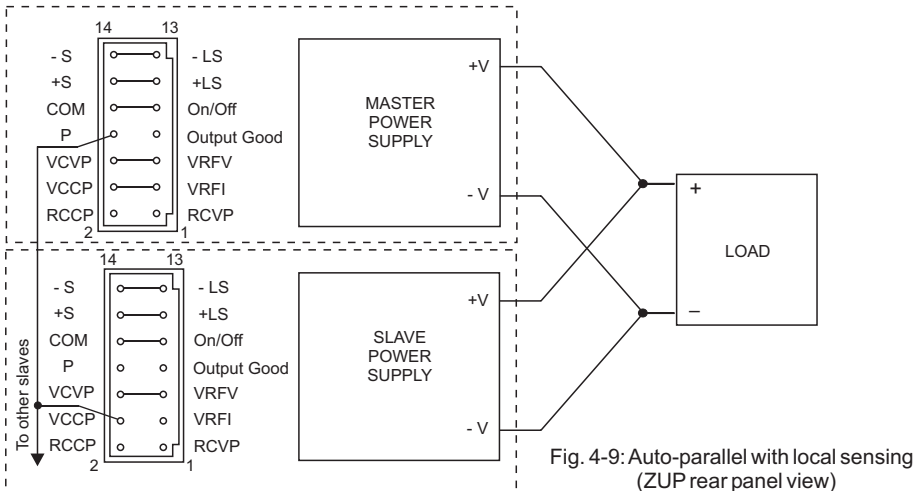 14 13
- S - LS
+S +LS
COM On/Off
P Output Good
VCVP VRFV
VCCP VRFI
RCCP RCVP
2 1
MASTER
POWER
SUPPLY
+V
- V
14 13
- S - LS
+S +LS
COM On/Off
P Output Good
VCVP VRFV
VCCP VRFI
RCCP RCVP
2 1
To other slaves
SLAVE
POWER
SUPPLY
+V
- V
+
LOAD
–
Fig. 4-9: Auto-parallel with local sensing
(ZUP rear panel view)